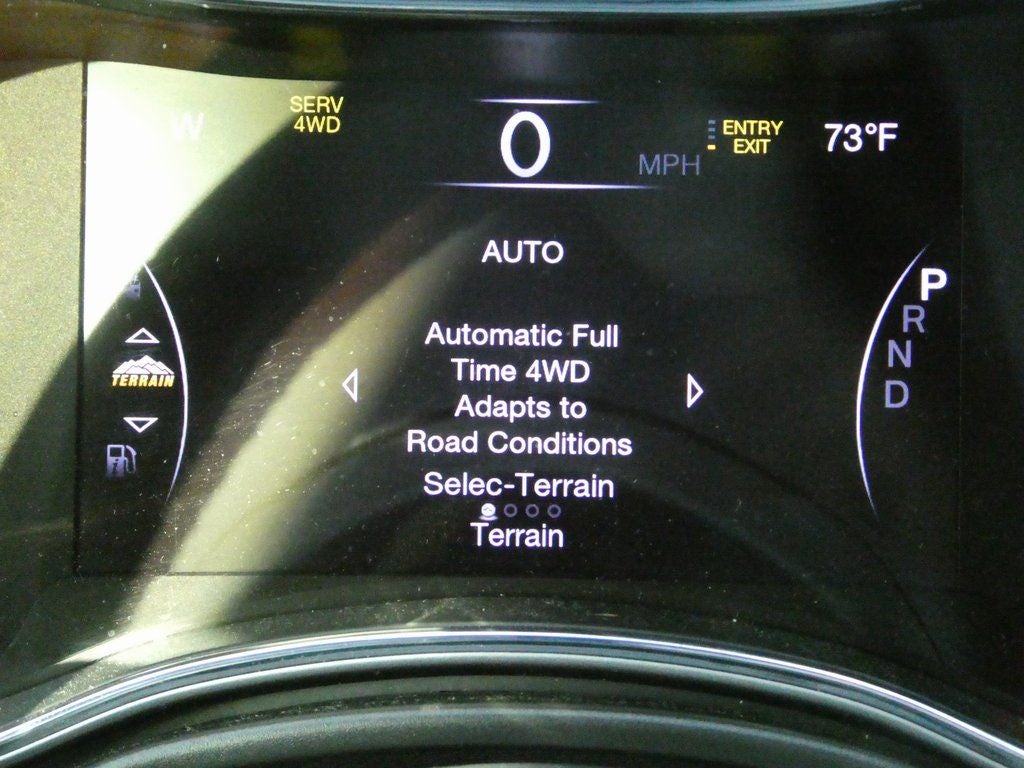 W
SERV
4WD
0
MPH
ENTRY
EXIT
73°F
AUTO
Automatic Full
Time 4WD
Adapts to
Road Conditions
Selec-Terrain
Terrain
TERRAIN
P
R
N
D